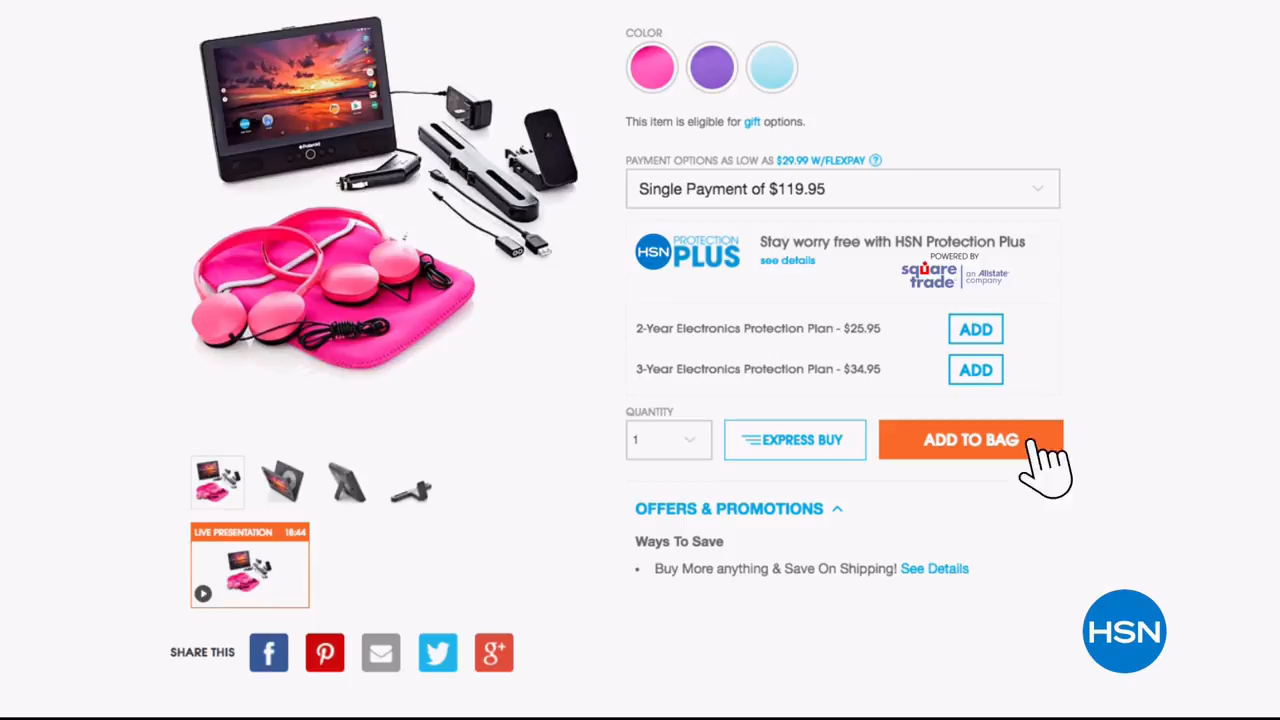 Polaroid
COLOR
This item is eligible for gift options.
PAYMENT OPTIONS AS LOW AS $29.99 W/FLEXPAY ?
Single Payment of $119.95
HSN PROTECTION PLUS
Stay worry free with HSN Protection Plus
see details
POWERED BY
square trade
an Allstate company
2-Year Electronics Protection Plan - $25.95
ADD
3-Year Electronics Protection Plan - $34.95
ADD
QUANTITY
1
EXPRESS BUY
ADD TO BAG
OFFERS & PROMOTIONS
Ways To Save
• Buy More anything & Save On Shipping! See Details
LIVE PRESENTATION 18:44
SHARE THIS
HSN